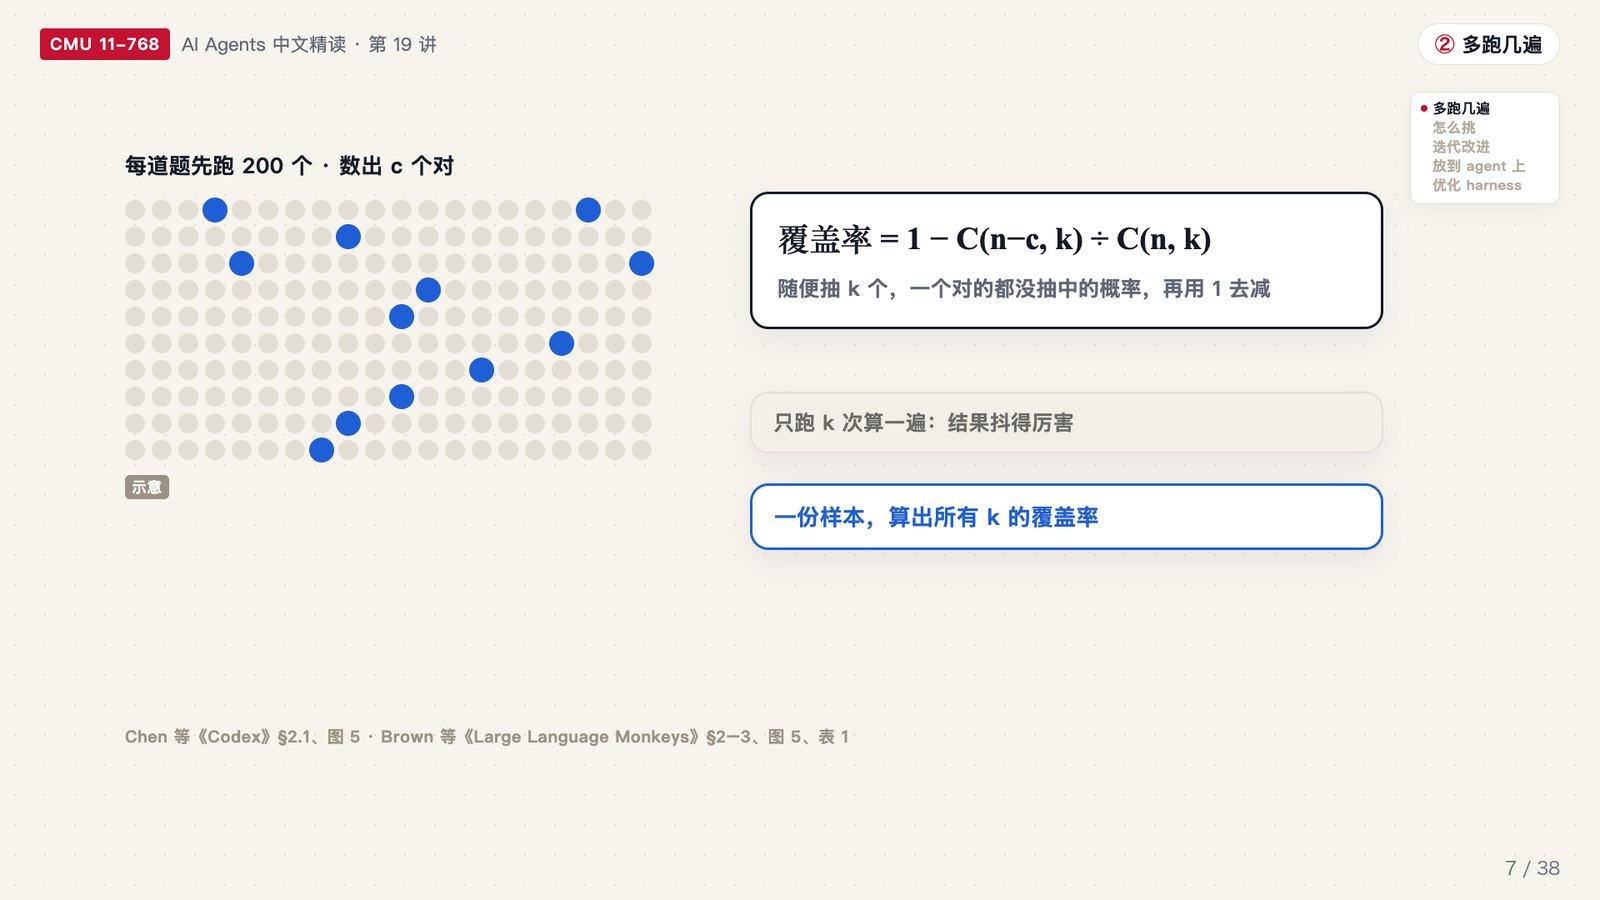 CMU 11-768 AI Agents 中文精读 · 第 19 讲
② 多跑几遍
多跑几遍
怎么挑
迭代改进
放到 agent 上
优化 harness
每道题先跑 200 个 · 数出 c 个对
示意
覆盖率 = 1 − C(n−c, k) ÷ C(n, k)
随便抽 k 个，一个对的都没抽中的概率，再用 1 去减
只跑 k 次算一遍：结果抖得厉害
一份样本，算出所有 k 的覆盖率
Chen 等《Codex》§2.1、图 5 · Brown 等《Large Language Monkeys》§2—3、图 5、表 1
7 / 38